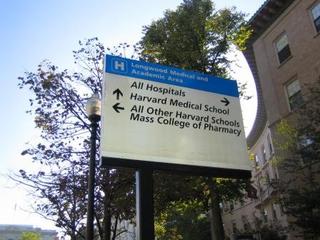 H Longwood Medical and
Academic Area
All Hospitals
Harvard Medical School
All Other Harvard Schools
Mass College of Pharmacy